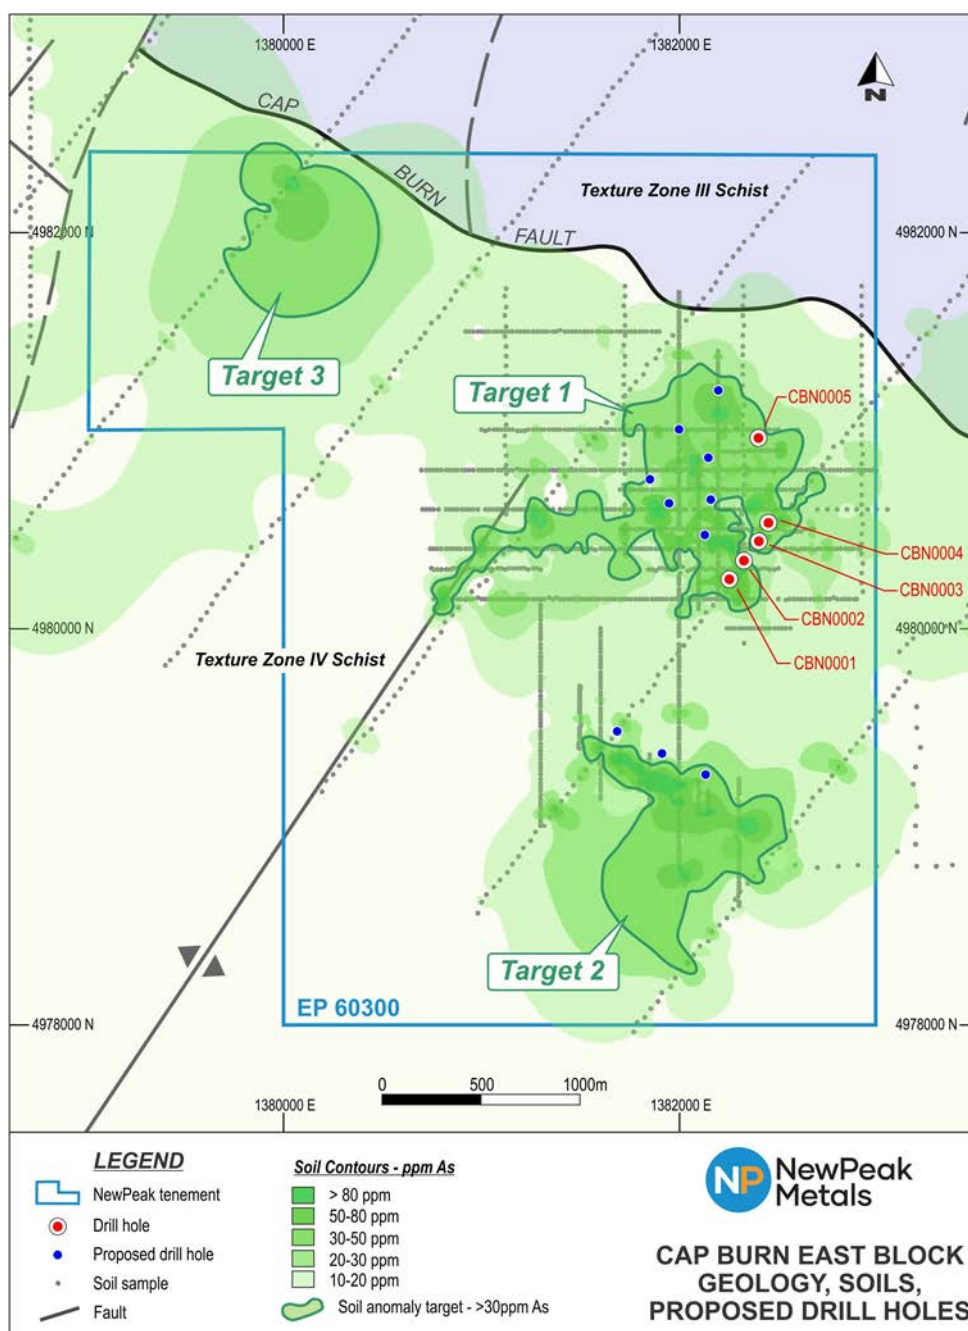 1380000 E
1382000 E
N
CAP
BURN
FAULT
Texture Zone III Schist
4982000 N
4982000 N
Target 3
Target 1
CBN0005
CBN0004
CBN0003
CBN0002
CBN0001
4980000 N
4980000 N
Texture Zone IV Schist
Target 2
EP 60300
4978000 N
4978000 N
0 500 1000m
1380000 E
1382000 E
LEGEND
NewPeak tenement
Drill hole
Proposed drill hole
Soil sample
Fault
Soil Contours - ppm As
> 80 ppm
50-80 ppm
30-50 ppm
20-30 ppm
10-20 ppm
Soil anomaly target - >30ppm As
NP NewPeak
Metals
CAP BURN EAST BLOCK
GEOLOGY, SOILS,
PROPOSED DRILL HOLES